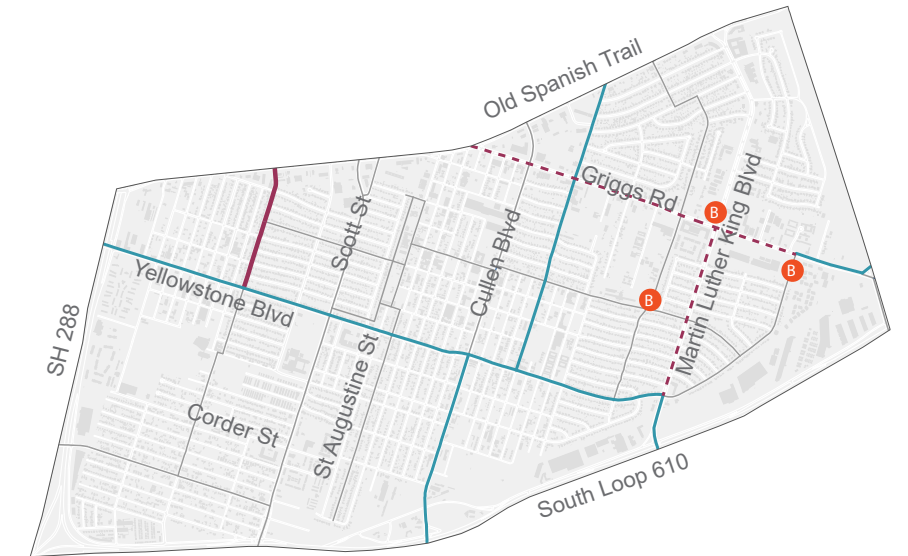 Old Spanish Trail
Griggs Rd
B
Martin Luther King Blvd
Scott St
Cullen Blvd
Yellowstone Blvd
B
B
SH 288
St Augustine St
Corder St
South Loop 610